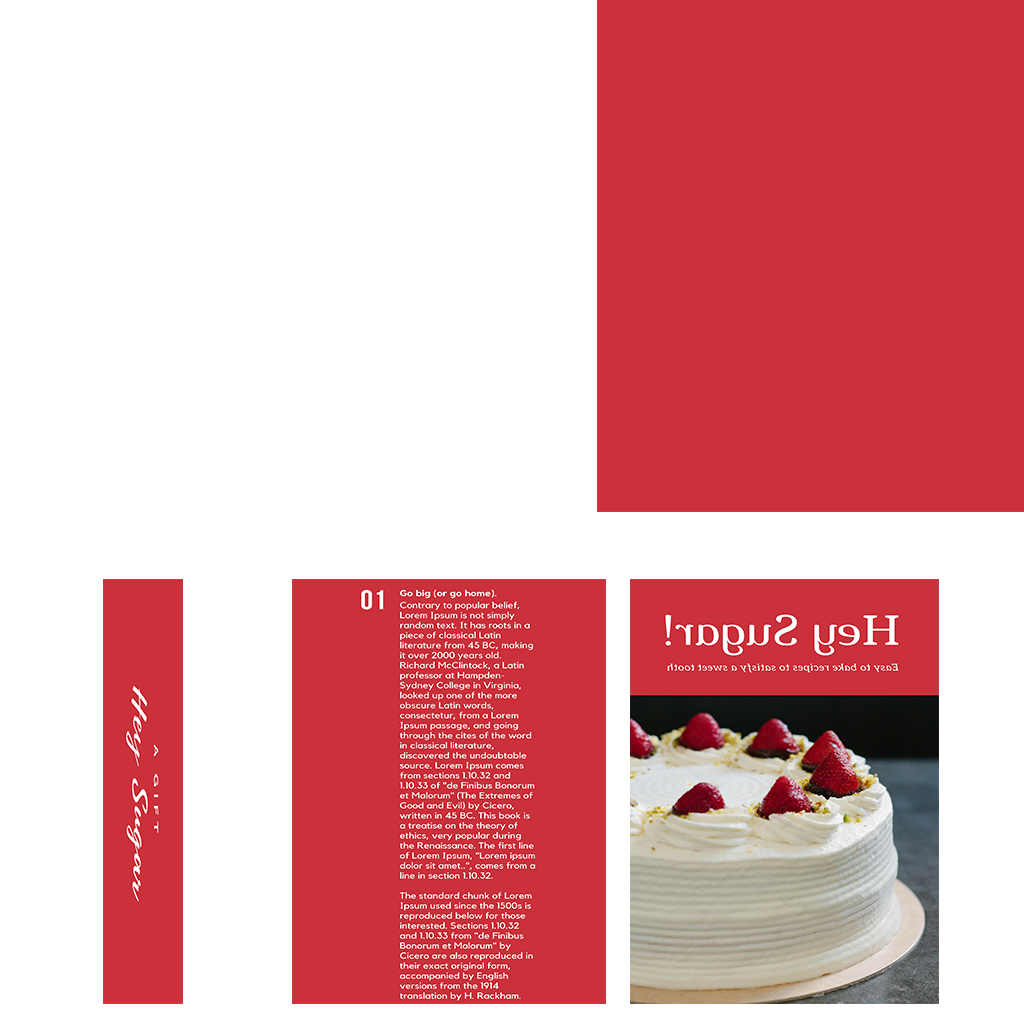 Hey Sugar
A GIFT
01
Go big (or go home).
Contrary to popular belief,
Lorem Ipsum is not simply
random text. It has roots in a
piece of classical Latin
literature from 45 BC, making
it over 2000 years old.
Richard McClintock, a Latin
professor at Hampden-
Sydney College in Virginia,
looked up one of the more
obscure Latin words,
consectetur, from a Lorem
Ipsum passage, and going
through the cites of the word
in classical literature,
discovered the undoubtable
source. Lorem Ipsum comes
from sections 1.10.32 and
1.10.33 of "de Finibus Bonorum
et Malorum" (The Extremes of
Good and Evil) by Cicero,
written in 45 BC. This book is
a treatise on the theory of
ethics, very popular during
the Renaissance. The first line
of Lorem Ipsum, "Lorem ipsum
dolor sit amet..", comes from a
line in section 1.10.32.
The standard chunk of Lorem
Ipsum used since the 1500s is
reproduced below for those
interested. Sections 1.10.32
and 1.10.33 from "de Finibus
Bonorum et Malorum" by
Cicero are also reproduced in
their exact original form,
accompanied by English
versions from the 1914
translation by H. Rackham.
Hey Sugar!
Easy to bake recipes to satisfy a sweet tooth